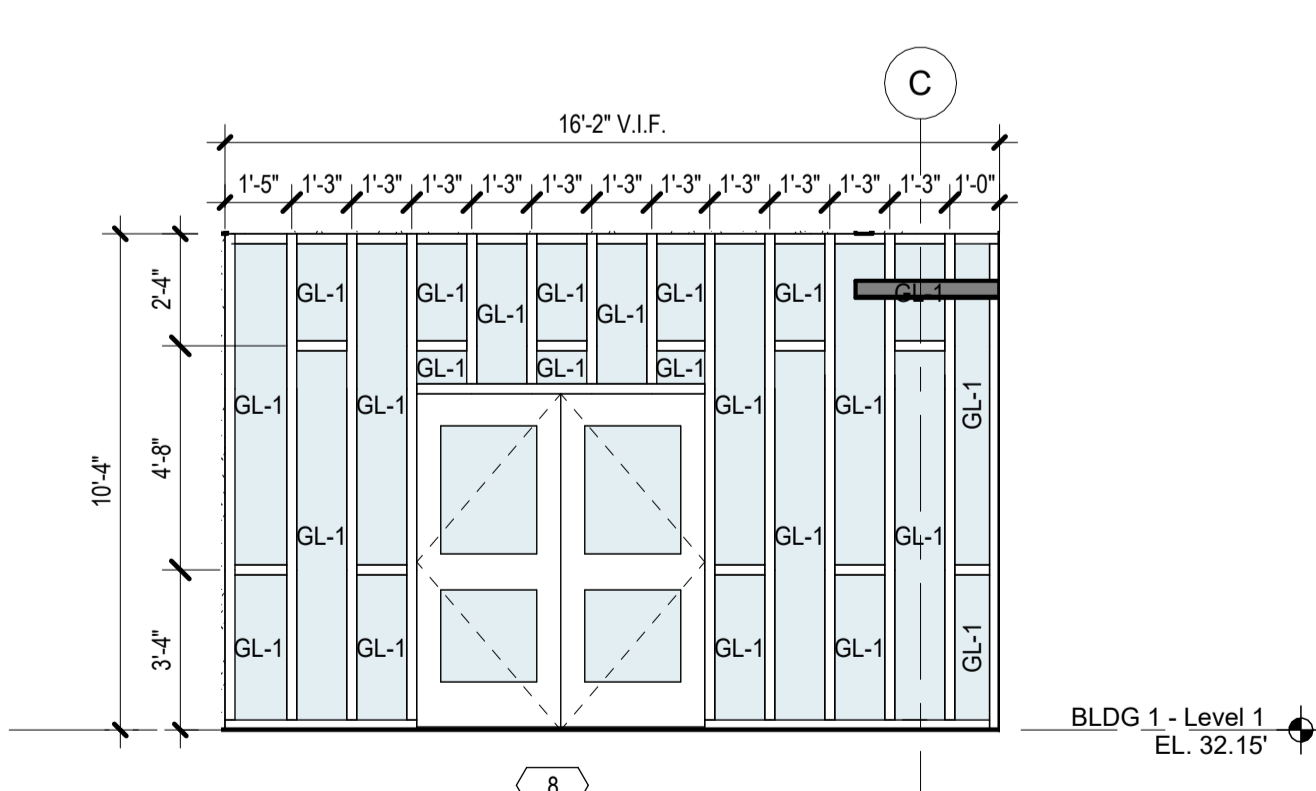 C
16'-2" V.I.F.
1'-5" 1'-3" 1'-3" 1'-3" 1'-3" 1'-3" 1'-3" 1'-3" 1'-3" 1'-3" 1'-3" 1'-3" 1'-0"
2'-4"
4'-8"
3'-4"
10'-4"
GL-1 GL-1 GL-1 GL-1 GL-1 GL-1
GL-1 GL-1
GL-1 GL-1 GL-1
GL-1 GL-1 GL-1 GL-1 GL-1
GL-1 GL-1 GL-1
GL-1 GL-1 GL-1 GL-1 GL-1
BLDG 1 - Level 1
EL. 32.15'
8